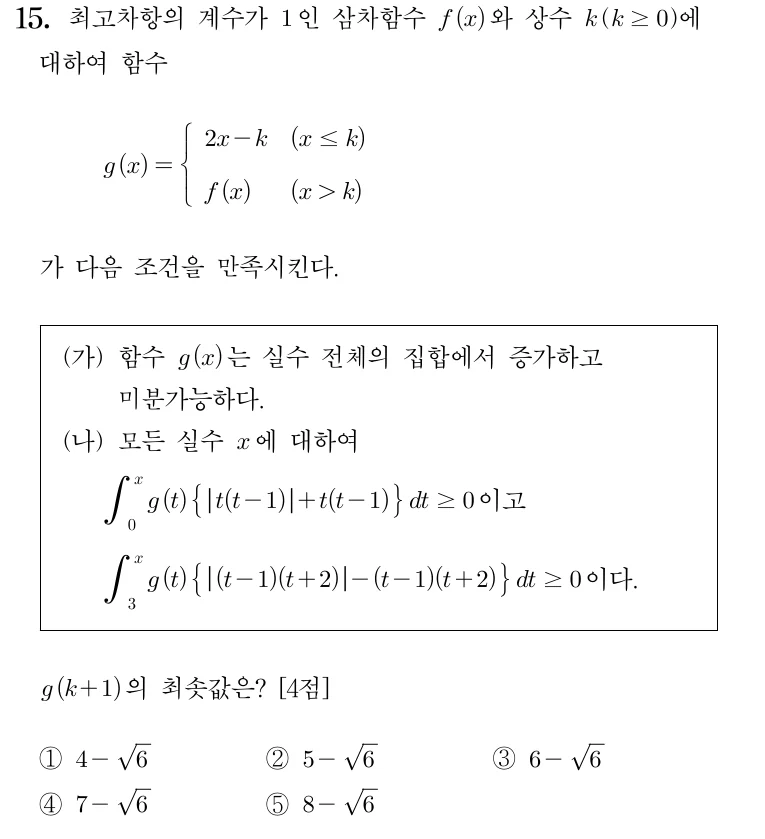 15. 최고차항의 계수가 1인 삼차함수 f(x)와 상수 k(k ≥ 0)에
대하여 함수
g(x) = { 2x − k (x ≤ k)
f(x) (x > k)
가 다음 조건을 만족시킨다.
(가) 함수 g(x)는 실수 전체의 집합에서 증가하고
미분가능하다.
(나) 모든 실수 x에 대하여
∫₀ˣ g(t){|t(t−1)|+t(t−1)} dt ≥ 0이고
∫₃ˣ g(t){|(t−1)(t+2)|−(t−1)(t+2)} dt ≥ 0이다.
g(k+1)의 최솟값은? [4점]
① 4−√6 ② 5−√6 ③ 6−√6
④ 7−√6 ⑤ 8−√6